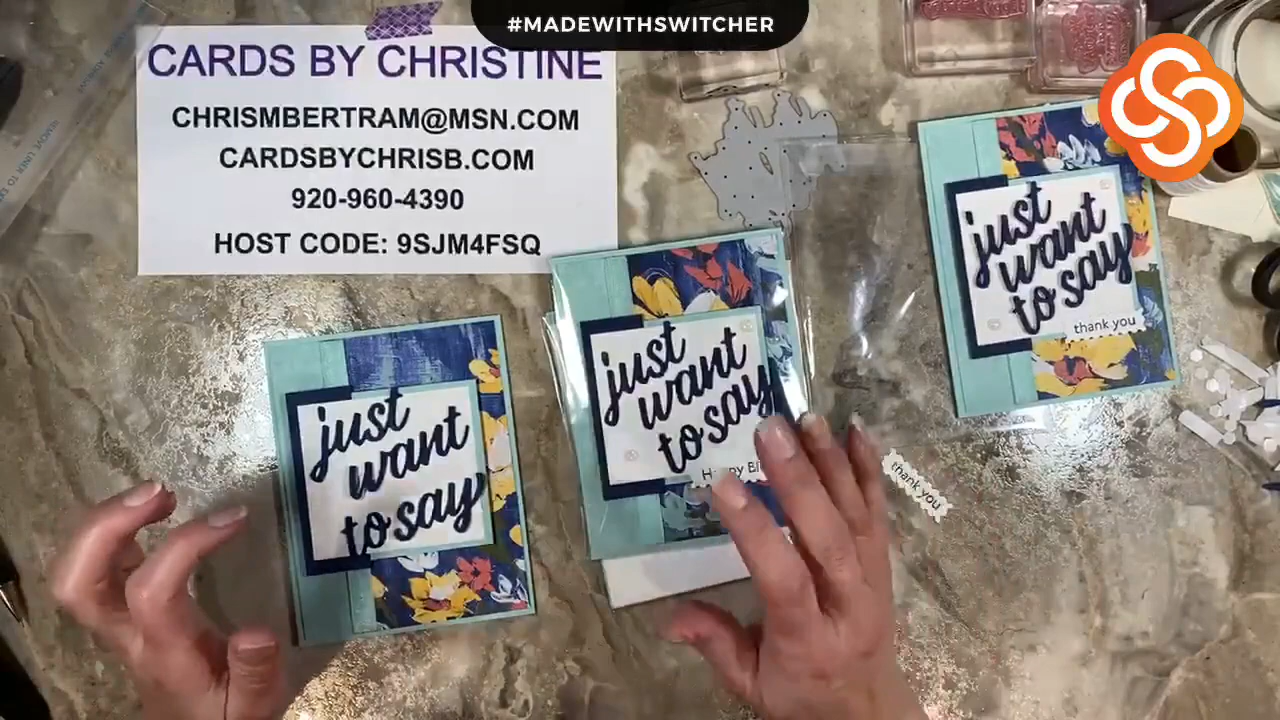 #MADEWITHSWITCHER
CARDS BY CHRISTINE
CHRISMBERTRAM@MSN.COM
CARDSBYCHRISB.COM
920-960-4390
HOST CODE: 9SJM4FSQ
just
want
to say
just
want
to say
just
want
to say
thank you
thank you